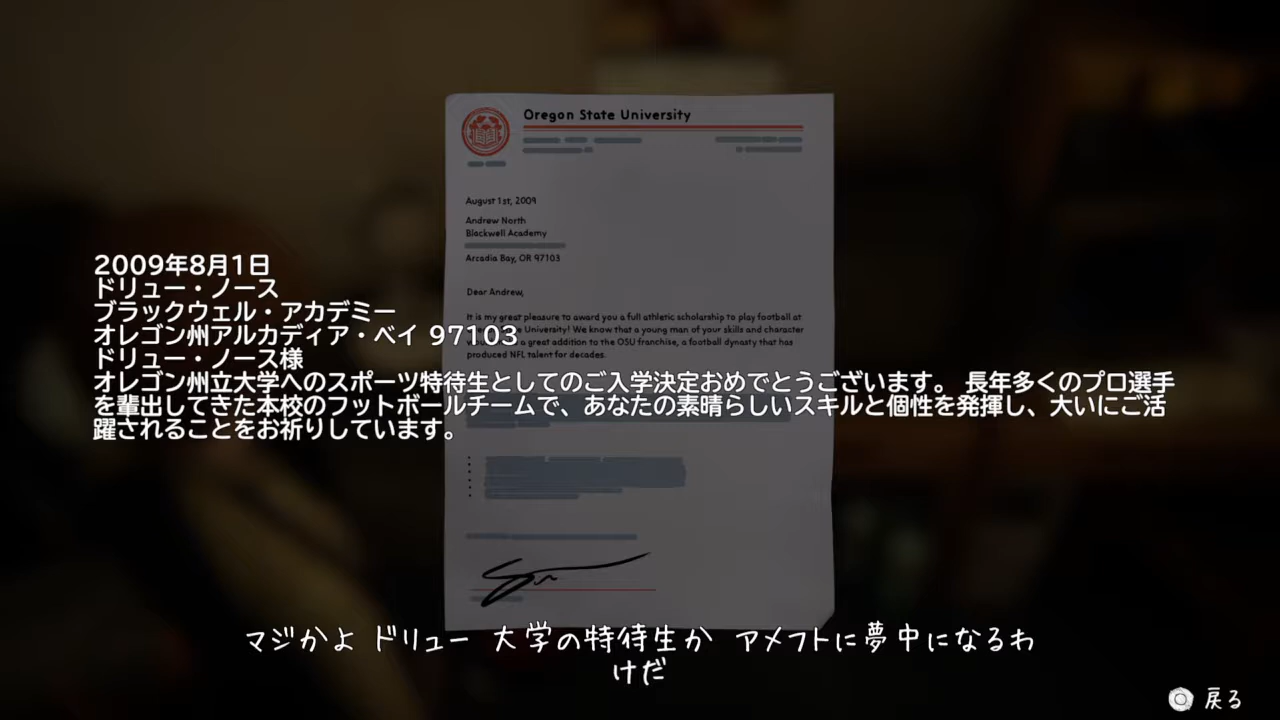 Oregon State University
August 1st, 2009
Andrew North
Blackwell Academy
Arcadia Bay, OR 97103
Dear Andrew,
It is my great pleasure to award you a full athletic scholarship to play football at
University! We know that a young man of your skills and character
a great addition to the OSU franchise, a football dynasty that has
produced NFL talent for decades.
2009年8月1日
ドリュー・ノース
ブラックウェル・アカデミー
オレゴン州アルカディア・ベイ 97103
ドリュー・ノース様
オレゴン州立大学へのスポーツ特待生としてのご入学決定おめでとうございます。 長年多くのプロ選手
を輩出してきた本校のフットボールチームで、あなたの素晴らしいスキルと個性を発揮し、大いにご活
躍されることをお祈りしています。
マジかよ ドリュー 大学の特待生か アメフトに夢中になるわ
けだ
戻る